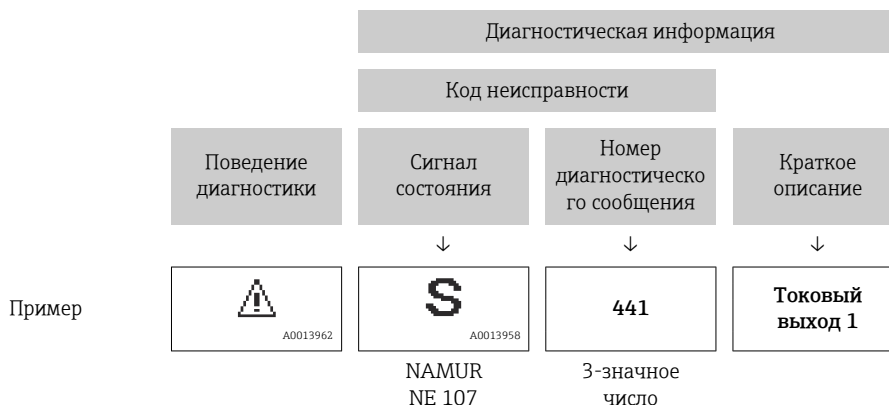 Диагностическая информация
Код неисправности
Поведение
диагностики
Сигнал
состояния
Номер
диагностическо
го сообщения
Краткое
описание
↓
↓
↓
Пример
A0013962
S
A0013958
441
Токовый
выход 1
NAMUR
NE 107
3-значное
число